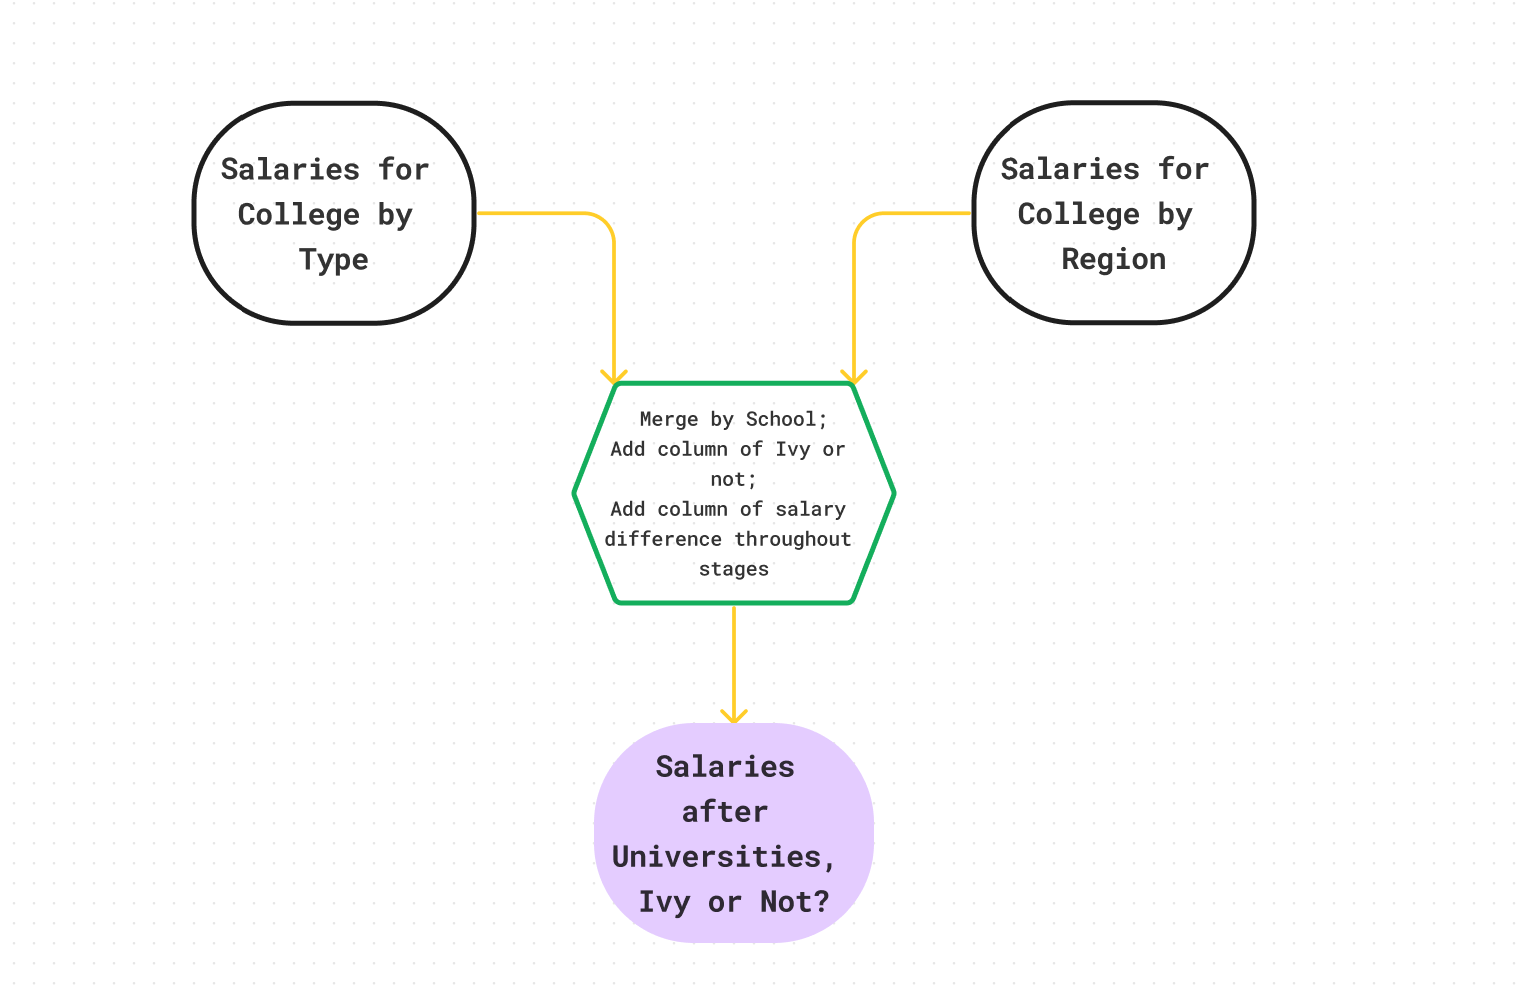 Salaries for
College by
Type
Salaries for
College by
Region
Merge by School;
Add column of Ivy or
not;
Add column of salary
difference throughout
stages
Salaries
after
Universities,
Ivy or Not?